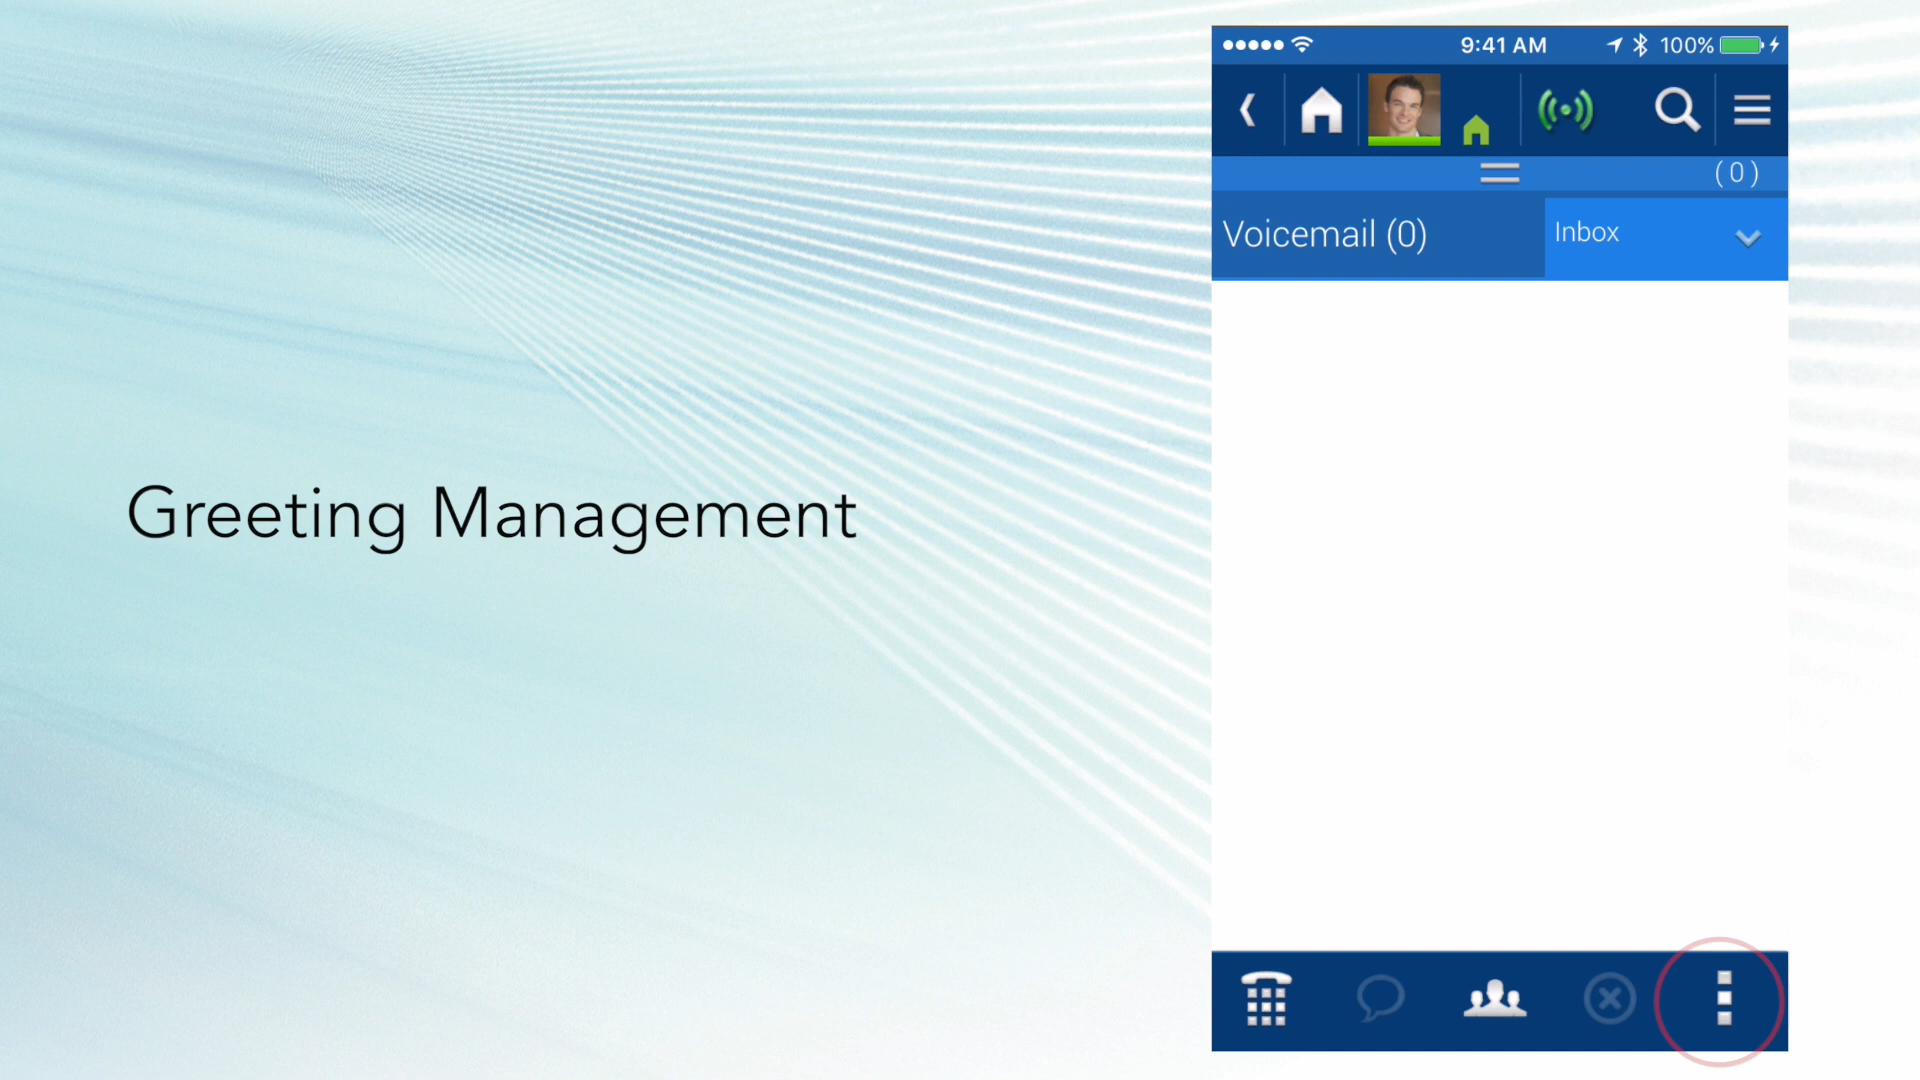 9:41 AM
100%
( 0 )
Voicemail (0)
Inbox
Greeting Management